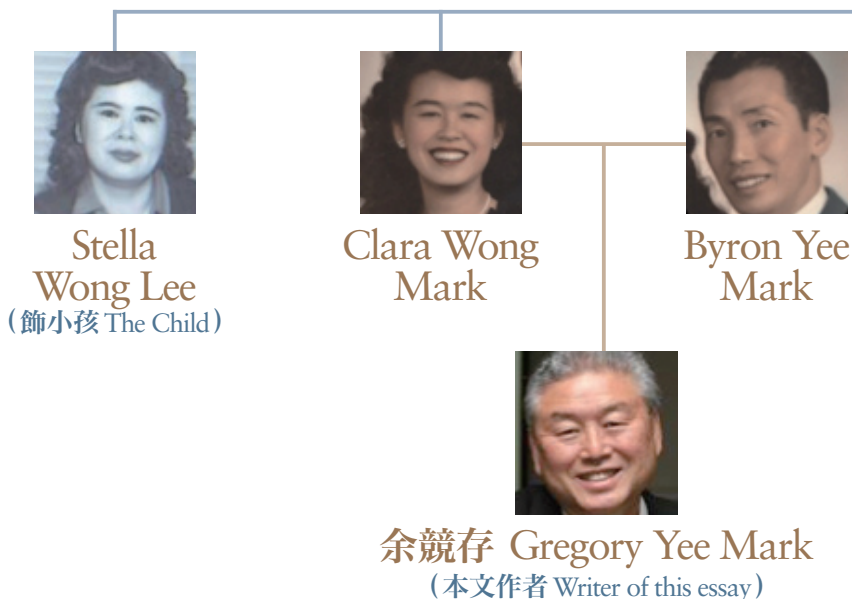 Stella
Wong Lee
(飾小孩 The Child)
Clara Wong
Mark
Byron Yee
Mark
余競存 Gregory Yee Mark
(本文作者 Writer of this essay)